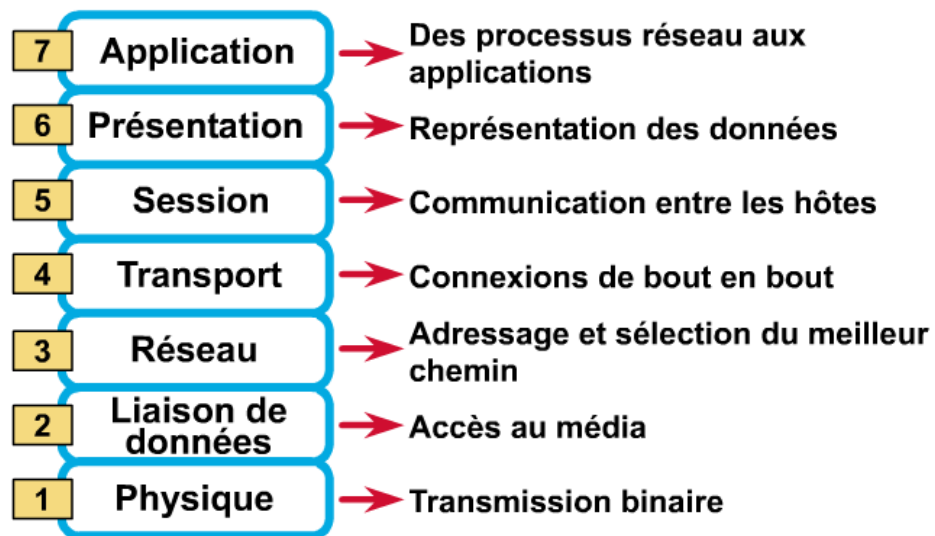 7 Application Des processus réseau aux
applications
6 Présentation Représentation des données
5 Session Communication entre les hôtes
4 Transport Connexions de bout en bout
3 Réseau Adressage et sélection du meilleur
chemin
2 Liaison de
données Accès au média
1 Physique Transmission binaire